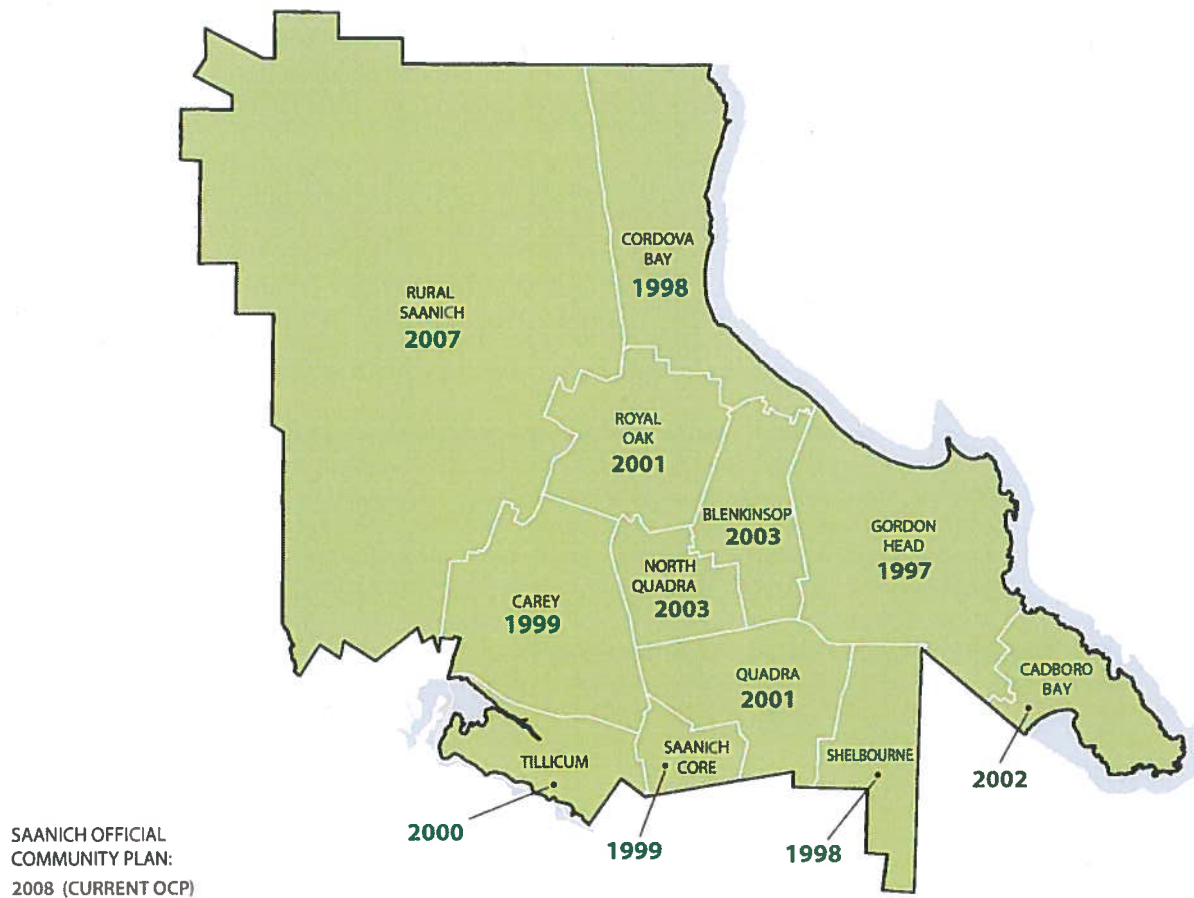 CORDOVA
BAY
1998
RURAL
SAANICH
2007
ROYAL
OAK
2001
BLENKINSOP
2003
GORDON
HEAD
1997
NORTH
QUADRA
2003
CAREY
1999
QUADRA
2001
CADBORO
BAY
2002
TILLICUM
2000
SAANICH
CORE
1999
SHELBOURNE
1998
SAANICH OFFICIAL
COMMUNITY PLAN:
2008 (CURRENT OCP)